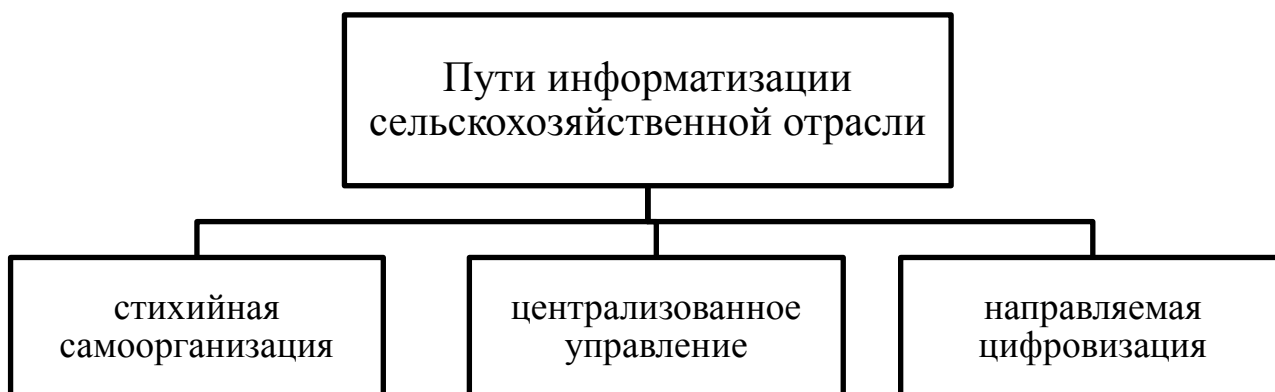 Пути информатизации
сельскохозяйственной отрасли
стихийная
самоорганизация
централизованное
управление
направляемая
цифровизация